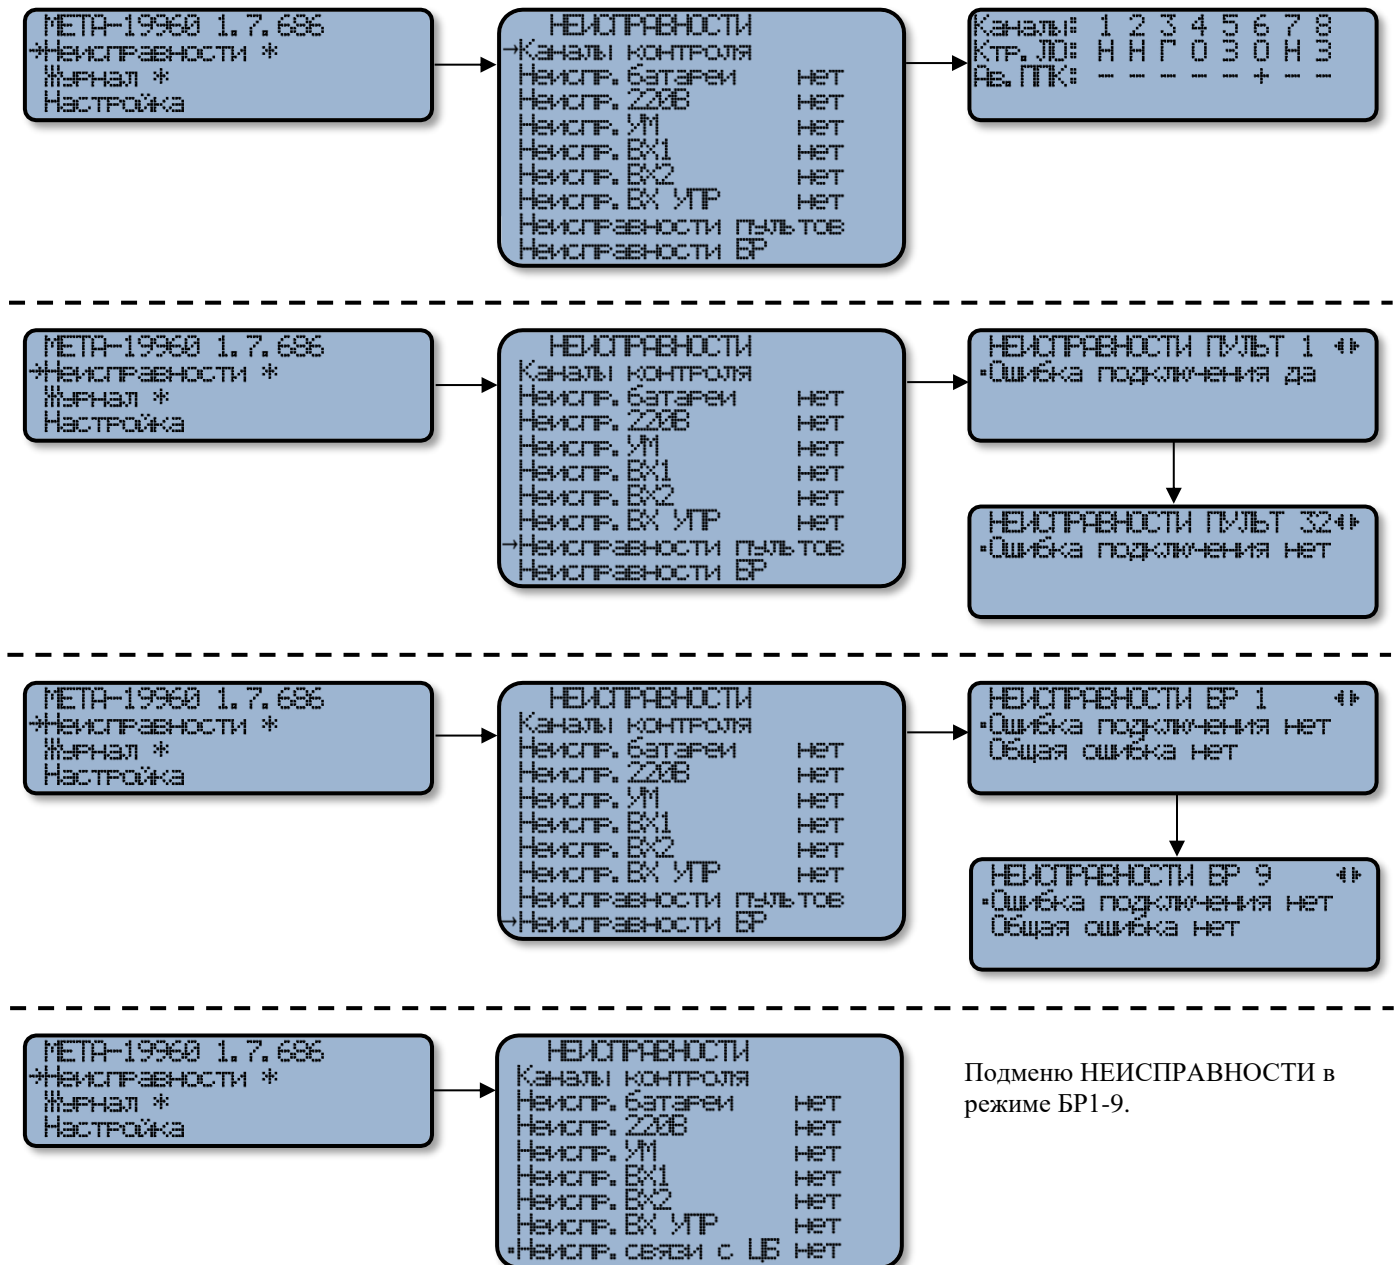 МЕТА-19960 1.7.686
→Неисправности *
Журнал *
Настройка
НЕИСПРАВНОСТИ
→Каналы контроля
Неиспр.батареи нет
Неиспр.220В нет
Неиспр.УМ нет
Неиспр.ВХ1 нет
Неиспр.ВХ2 нет
Неиспр.ВХ УПР нет
Неисправности пультов
Неисправности БР
Каналы: 1 2 3 4 5 6 7 8
Ктр.ЛО: Н Н Г О З О Н З
Ав.ППК: – – – – – + – –
МЕТА-19960 1.7.686
→Неисправности *
Журнал *
Настройка
НЕИСПРАВНОСТИ
Каналы контроля
Неиспр.батареи нет
Неиспр.220В нет
Неиспр.УМ нет
Неиспр.ВХ1 нет
Неиспр.ВХ2 нет
Неиспр.ВХ УПР нет
→Неисправности пультов
Неисправности БР
НЕИСПРАВНОСТИ ПУЛЬТ 1
·Ошибка подключения да
НЕИСПРАВНОСТИ ПУЛЬТ 32
·Ошибка подключения нет
МЕТА-19960 1.7.686
→Неисправности *
Журнал *
Настройка
НЕИСПРАВНОСТИ
Каналы контроля
Неиспр.батареи нет
Неиспр.220В нет
Неиспр.УМ нет
Неиспр.ВХ1 нет
Неиспр.ВХ2 нет
Неиспр.ВХ УПР нет
Неисправности пультов
→Неисправности БР
НЕИСПРАВНОСТИ БР 1
·Ошибка подключения нет
Общая ошибка нет
НЕИСПРАВНОСТИ БР 9
·Ошибка подключения нет
Общая ошибка нет
МЕТА-19960 1.7.686
→Неисправности *
Журнал *
Настройка
НЕИСПРАВНОСТИ
Каналы контроля
Неиспр.батареи нет
Неиспр.220В нет
Неиспр.УМ нет
Неиспр.ВХ1 нет
Неиспр.ВХ2 нет
Неиспр.ВХ УПР нет
·Неиспр.связи с ЦБ нет
Подменю НЕИСПРАВНОСТИ в
режиме БР1-9.